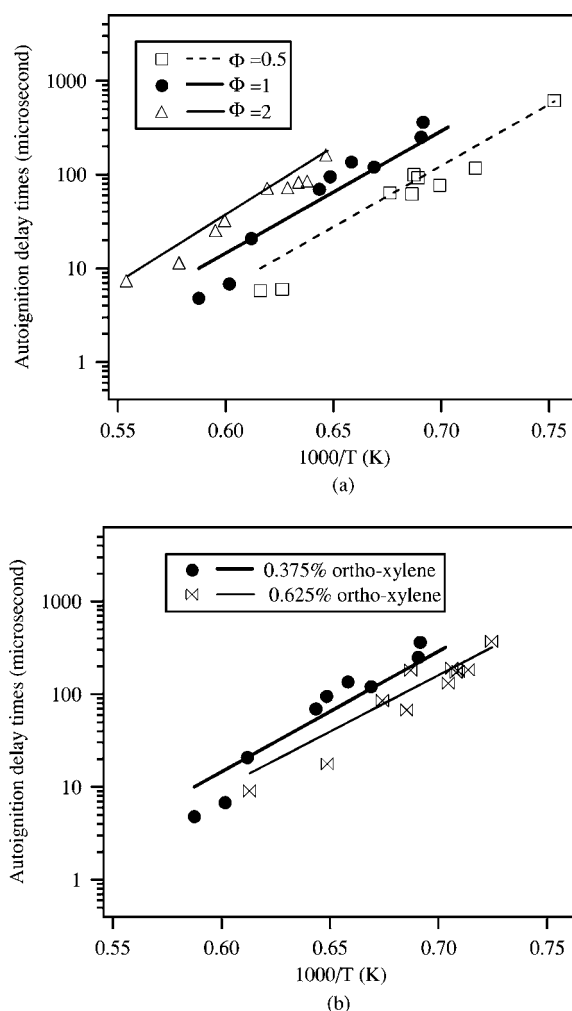 Φ =0.5
Φ =1
Φ =2
Autoignition delay times (microsecond)
1000
100
10
1
0.55
0.60
0.65
0.70
0.75
1000/T (K)
(a)
0.375% ortho-xylene
0.625% ortho-xylene
Autoignition delay times (microsecond)
1000
100
10
1
0.55
0.60
0.65
0.70
0.75
1000/T (K)
(b)